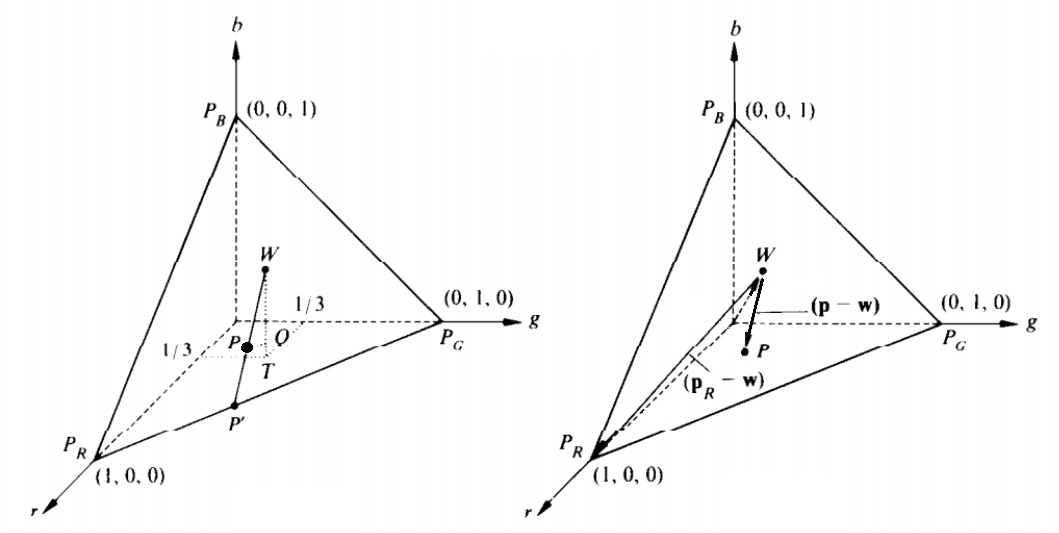 b
P_B (0, 0, 1)
W
1/3
(0, 1, 0)
g
P_G
P
Q
1/3
T
P'
P_R
(1, 0, 0)
r
b
P_B (0, 0, 1)
W
(p − w)
(0, 1, 0)
g
P_G
P
(p_R − w)
P_R
(1, 0, 0)
r